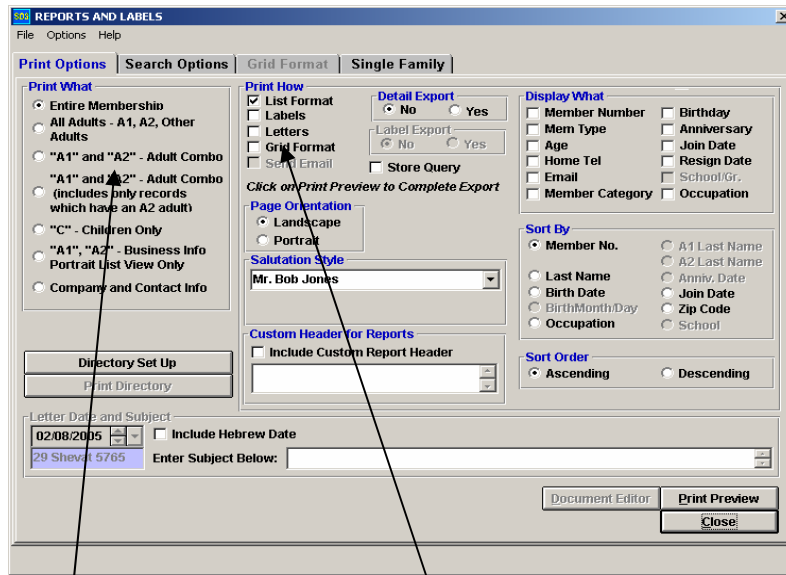 SDS REPORTS AND LABELS
File Options Help
Print Options Search Options Grid Format Single Family
Print What
Entire Membership
All Adults - A1, A2, Other
Adults
"A1" and "A2" - Adult Combo
"A1" and "A2" - Adult Combo
(includes only records
which have an A2 adult)
"C" - Children Only
"A1", "A2" - Business Info
Portrait List View Only
Company and Contact Info
Directory Set Up
Print Directory
Print How
List Format
Labels
Letters
Grid Format
Send Email
Detail Export
No Yes
Label Export
No Yes
Store Query
Click on Print Preview to Complete Export
Page Orientation
Landscape
Portrait
Salutation Style
Mr. Bob Jones
Custom Header for Reports
Include Custom Report Header
Display What
Member Number Birthday
Mem Type Anniversary
Age Join Date
Home Tel Resign Date
Email School/Gr.
Member Category Occupation
Sort By
Member No. A1 Last Name
A2 Last Name
Last Name Anniv. Date
Birth Date Join Date
BirthMonth/Day Zip Code
Occupation School
Sort Order
Ascending Descending
Letter Date and Subject
02/08/2005 Include Hebrew Date
29 Shevat 5765 Enter Subject Below:
Document Editor Print Preview
Close